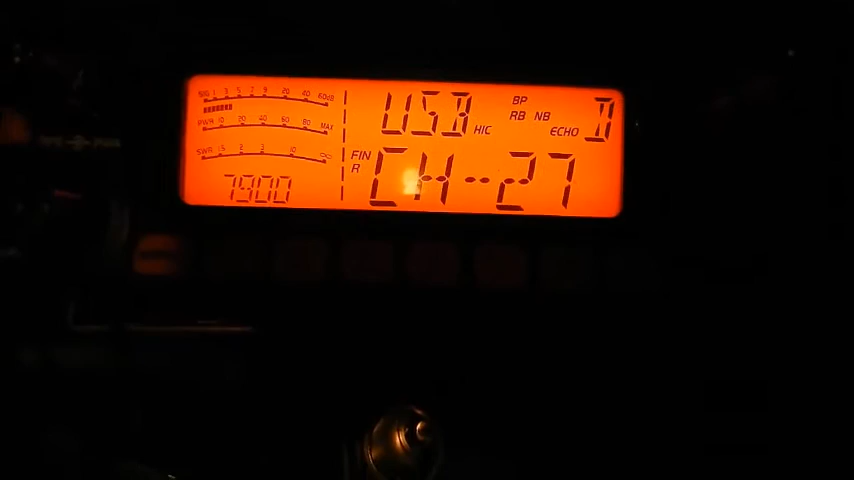 SIG 1 3 5 7 9 20 40 60dB
PWR 10 20 40 60 80 MAX
SWR 1.5 2 3 10 ∞
7900
USB HIC BP RB NB ECHO D
FIN R CH--27